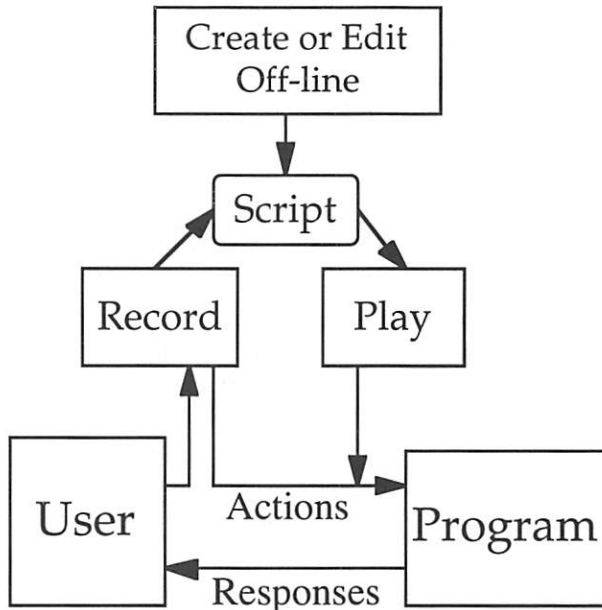 Create or Edit
Off-line
Script
Record
Play
User
Actions
Program
Responses